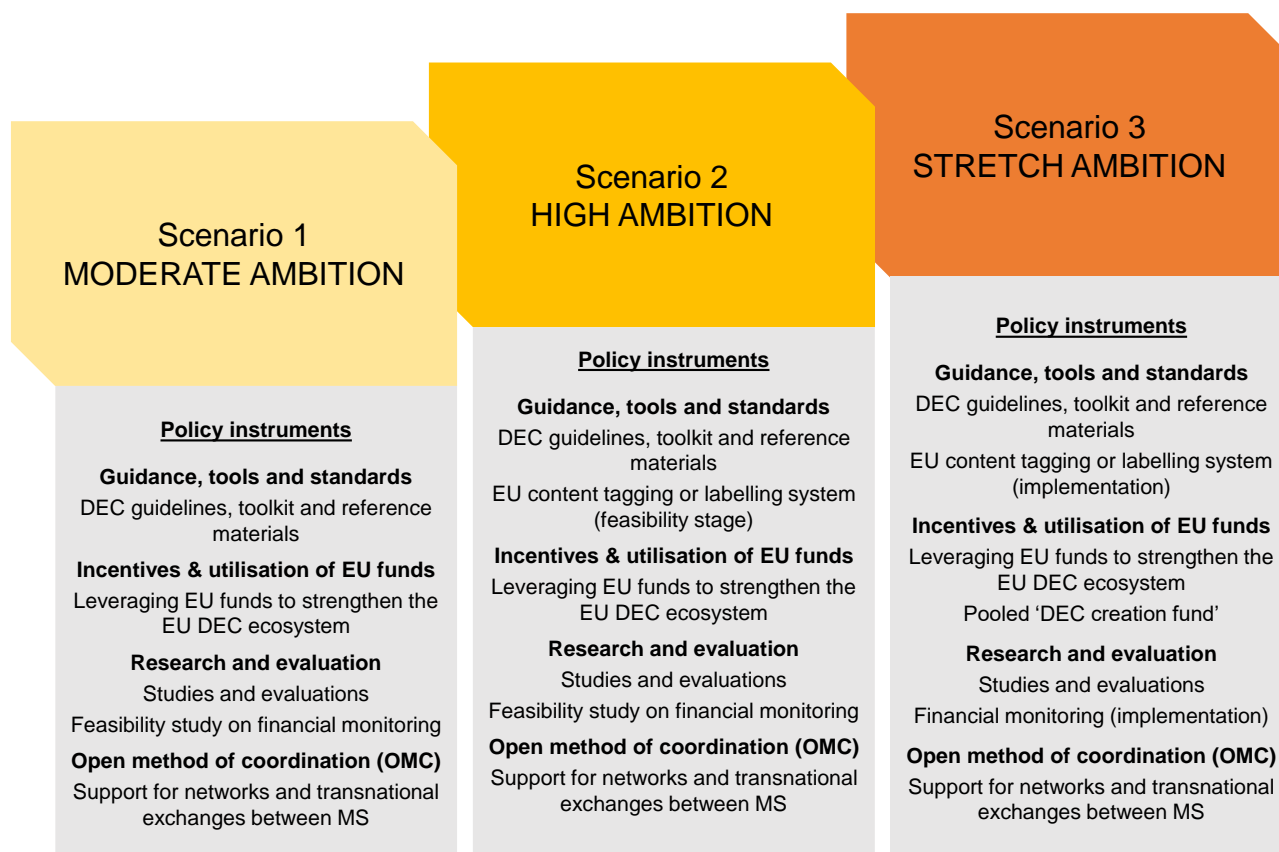 Scenario 1
MODERATE AMBITION
Policy instruments
Guidance, tools and standards
DEC guidelines, toolkit and reference
materials
Incentives & utilisation of EU funds
Leveraging EU funds to strengthen the
EU DEC ecosystem
Research and evaluation
Studies and evaluations
Feasibility study on financial monitoring
Open method of coordination (OMC)
Support for networks and transnational
exchanges between MS
Scenario 2
HIGH AMBITION
Policy instruments
Guidance, tools and standards
DEC guidelines, toolkit and reference
materials
EU content tagging or labelling system
(feasibility stage)
Incentives & utilisation of EU funds
Leveraging EU funds to strengthen the
EU DEC ecosystem
Research and evaluation
Studies and evaluations
Feasibility study on financial monitoring
Open method of coordination (OMC)
Support for networks and transnational
exchanges between MS
Scenario 3
STRETCH AMBITION
Policy instruments
Guidance, tools and standards
DEC guidelines, toolkit and reference
materials
EU content tagging or labelling system
(implementation)
Incentives & utilisation of EU funds
Leveraging EU funds to strengthen the
EU DEC ecosystem
Pooled ‘DEC creation fund’
Research and evaluation
Studies and evaluations
Financial monitoring (implementation)
Open method of coordination (OMC)
Support for networks and transnational
exchanges between MS